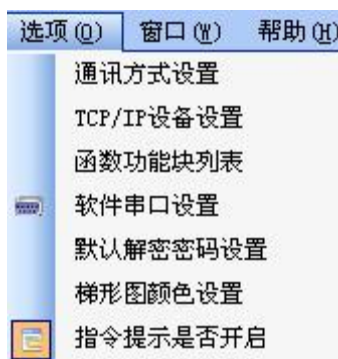 选项(O) 窗口(W) 帮助(H)
通讯方式设置
TCP/IP设备设置
函数功能块列表
软件串口设置
默认解密密码设置
梯形图颜色设置
指令提示是否开启